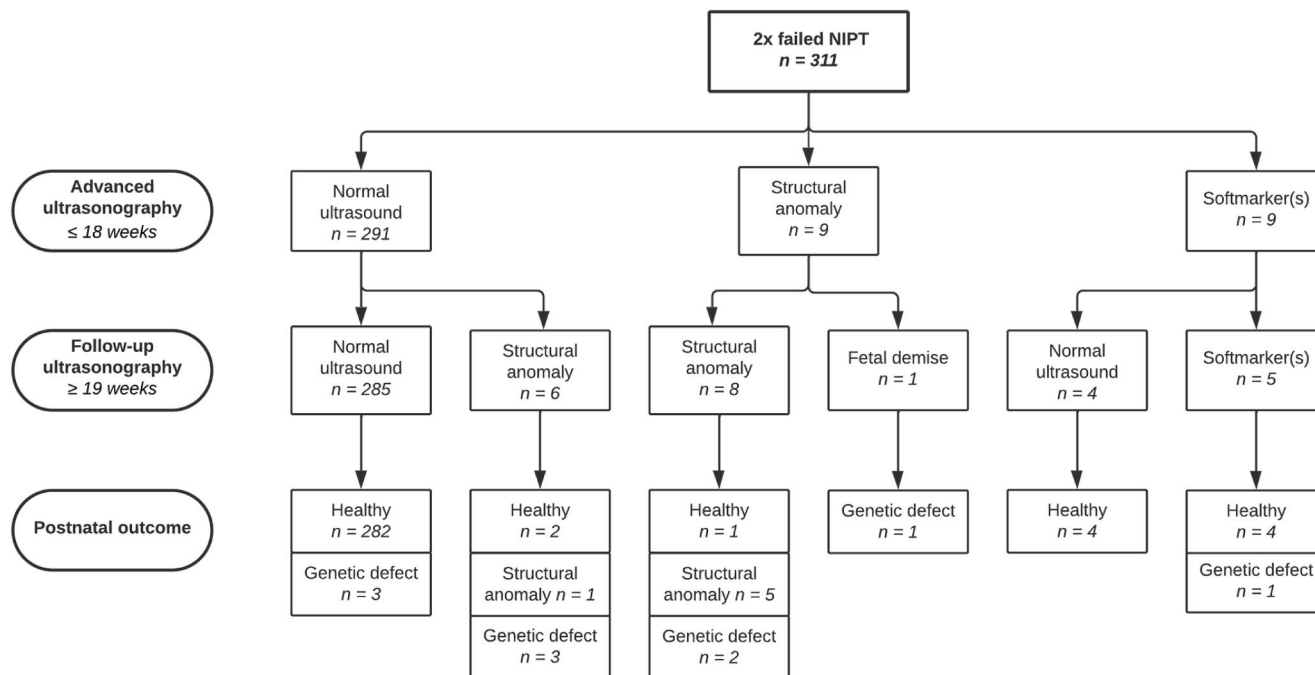 2x failed NIPT
n = 311
Advanced
ultrasonography
≤ 18 weeks
Normal
ultrasound
n = 291
Structural
anomaly
n = 9
Softmarker(s)
n = 9
Follow-up
ultrasonography
≥ 19 weeks
Normal
ultrasound
n = 285
Structural
anomaly
n = 6
Structural
anomaly
n = 8
Fetal demise
n = 1
Normal
ultrasound
n = 4
Softmarker(s)
n = 5
Postnatal outcome
Healthy
n = 282
Genetic defect
n = 3
Healthy
n = 2
Structural
anomaly n = 1
Genetic defect
n = 3
Healthy
n = 1
Structural
anomaly n = 5
Genetic defect
n = 2
Genetic defect
n = 1
Healthy
n = 4
Healthy
n = 4
Genetic defect
n = 1